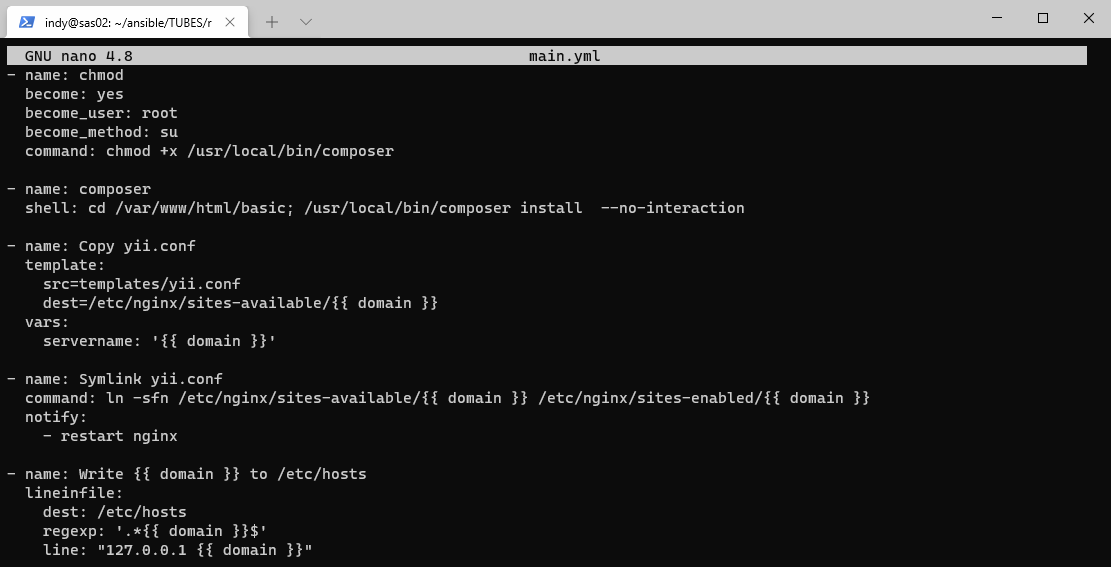 indy@sas02: ~/ansible/TUBES/r
GNU nano 4.8 main.yml
- name: chmod
  become: yes
  become_user: root
  become_method: su
  command: chmod +x /usr/local/bin/composer

- name: composer
  shell: cd /var/www/html/basic; /usr/local/bin/composer install  --no-interaction

- name: Copy yii.conf
  template:
    src=templates/yii.conf
    dest=/etc/nginx/sites-available/{{ domain }}
  vars:
    servername: '{{ domain }}'

- name: Symlink yii.conf
  command: ln -sfn /etc/nginx/sites-available/{{ domain }} /etc/nginx/sites-enabled/{{ domain }}
  notify:
    - restart nginx

- name: Write {{ domain }} to /etc/hosts
  lineinfile:
    dest: /etc/hosts
    regexp: '.*{{ domain }}$'
    line: "127.0.0.1 {{ domain }}"